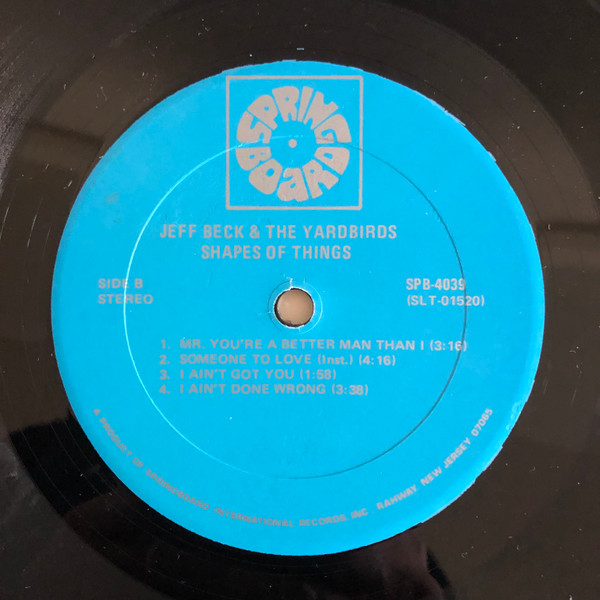 SPRING
BOARD
JEFF BECK & THE YARDBIRDS
SHAPES OF THINGS
SIDE B
STEREO
SPB-4039
(SLT-01520)
1. MR. YOU'RE A BETTER MAN THAN I (3:16)
2. SOMEONE TO LOVE (Inst.) (4:16)
3. I AIN'T GOT YOU (1:58)
4. I AIN'T DONE WRONG (3:38)
A PRODUCT OF SPRINGBOARD INTERNATIONAL RECORDS, INC. RAHWAY NEW JERSEY 07065